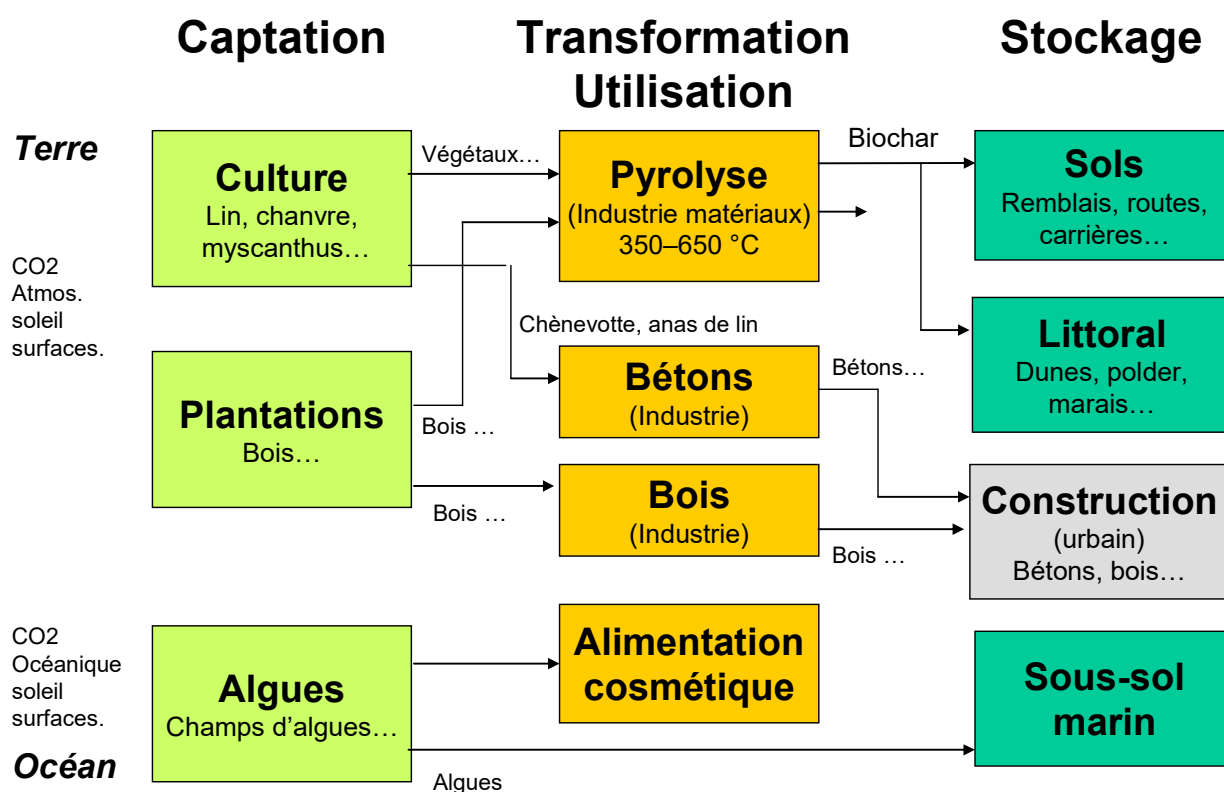 Captation
Transformation
Utilisation
Stockage
Terre
Culture
Lin, chanvre,
myscanthus…
Végétaux…
Pyrolyse
(Industrie matériaux)
350–650 °C
Biochar
Sols
Remblais, routes,
carrières…
CO2
Atmos.
soleil
surfaces.
Chènevotte, anas de lin
Plantations
Bois…
Bois …
Bétons
(Industrie)
Bétons…
Littoral
Dunes, polder,
marais…
Bois …
Bois
(Industrie)
Bois …
Construction
(urbain)
Bétons, bois…
CO2
Océanique
soleil
surfaces.
Océan
Algues
Champs d’algues…
Alimentation
cosmétique
Algues
Sous-sol
marin